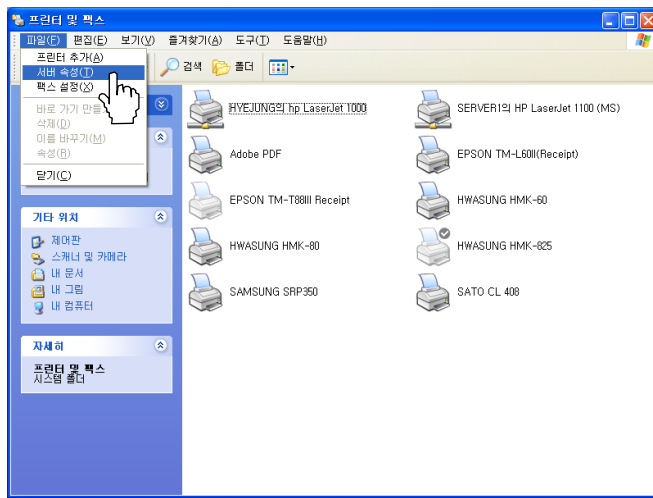 프린터 및 팩스
파일(F) 편집(E) 보기(V) 즐겨찾기(A) 도구(T) 도움말(H)
프린터 추가(A)
서버 속성(T)
팩스 설정(X)
바로 가기 만들
삭제(D)
이름 바꾸기(M)
속성(R)
닫기(C)
검색 폴더
HYEJUNG의 hp LaserJet 1000
SERVER1의 HP LaserJet 1100 (MS)
Adobe PDF
EPSON TM-L60II(Receipt)
EPSON TM-T88III Receipt
HWASUNG HMK-60
HWASUNG HMK-80
HWASUNG HMK-825
SAMSUNG SRP350
SATO CL 408
기타 위치
제어판
스캐너 및 카메라
내 문서
내 그림
내 컴퓨터
자세히
프린터 및 팩스
시스템 폴더